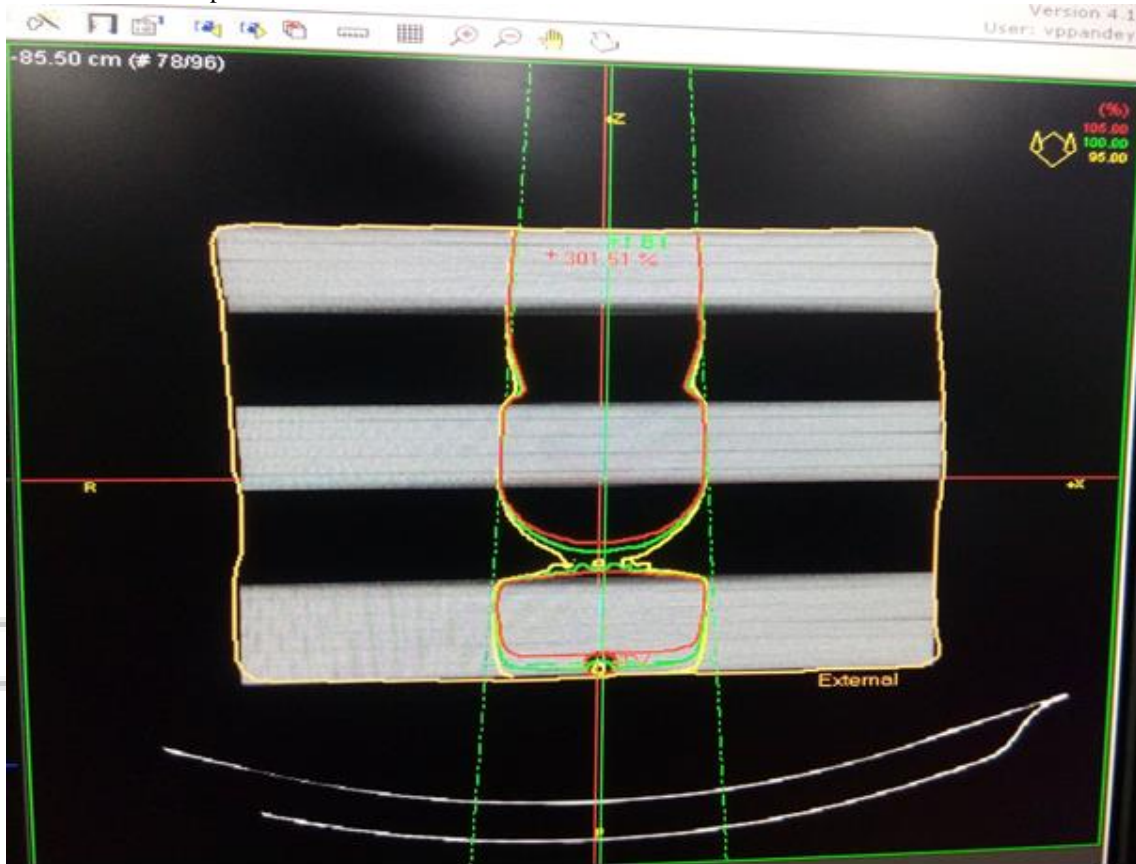 Version 4.1
User: vppandey
-85.50 cm (# 78/96)
(%)
105.00
100.00
95.00
+Z
+ 301.51 %
R
+X
External